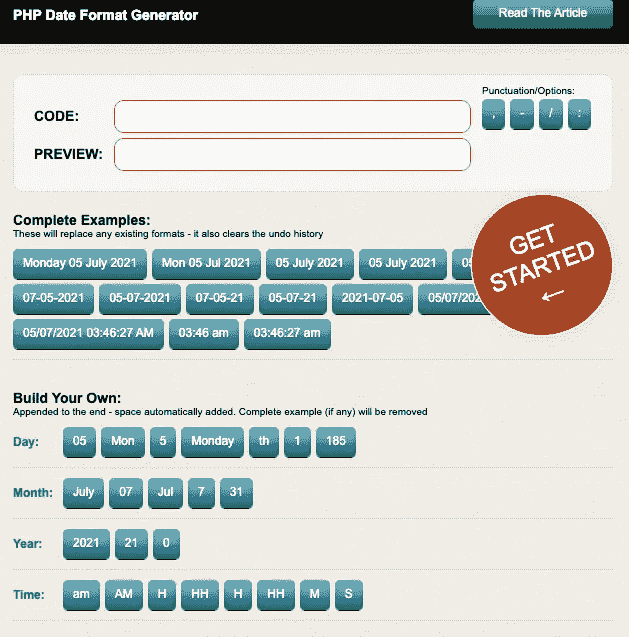 PHP Date Format Generator
Read The Article
Punctuation/Options:
CODE:
, - / :
PREVIEW:
Complete Examples:
These will replace any existing formats - it also clears the undo history
Monday 05 July 2021 Mon 05 Jul 2021 05 July 2021 05 July 2021
GET
STARTED
←
07-05-2021 05-07-2021 07-05-21 05-07-21 2021-07-05
05/07/2021 03:46:27 AM 03:46 am 03:46:27 am
Build Your Own:
Appended to the end - space automatically added. Complete example (if any) will be removed
Day: 05 Mon 5 Monday th 1 185
Month: July 07 Jul 7 31
Year: 2021 21 0
Time: am AM H HH H HH M S